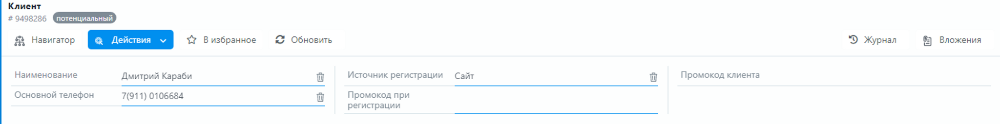 Клиент
# 9498286 потенциальный
Навигатор Действия В избранное Обновить Журнал Вложения
Наименование Дмитрий Караби Источник регистрации Сайт Промокод клиента
Основной телефон 7(911) 0106684 Промокод при
регистрации